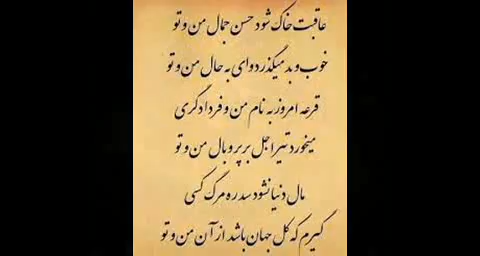 عاقبت خاک شود حسن جمال من و تو
خوب و بد میگذرد وای به حال من و تو
قرعه امروز به نام من و فردا دگری
میخورد تیر اجل بر پر و بال من و تو
مال دنیا نشود سد ره مرگ کسی
گیرم که کل جهان باشد از آن من و تو